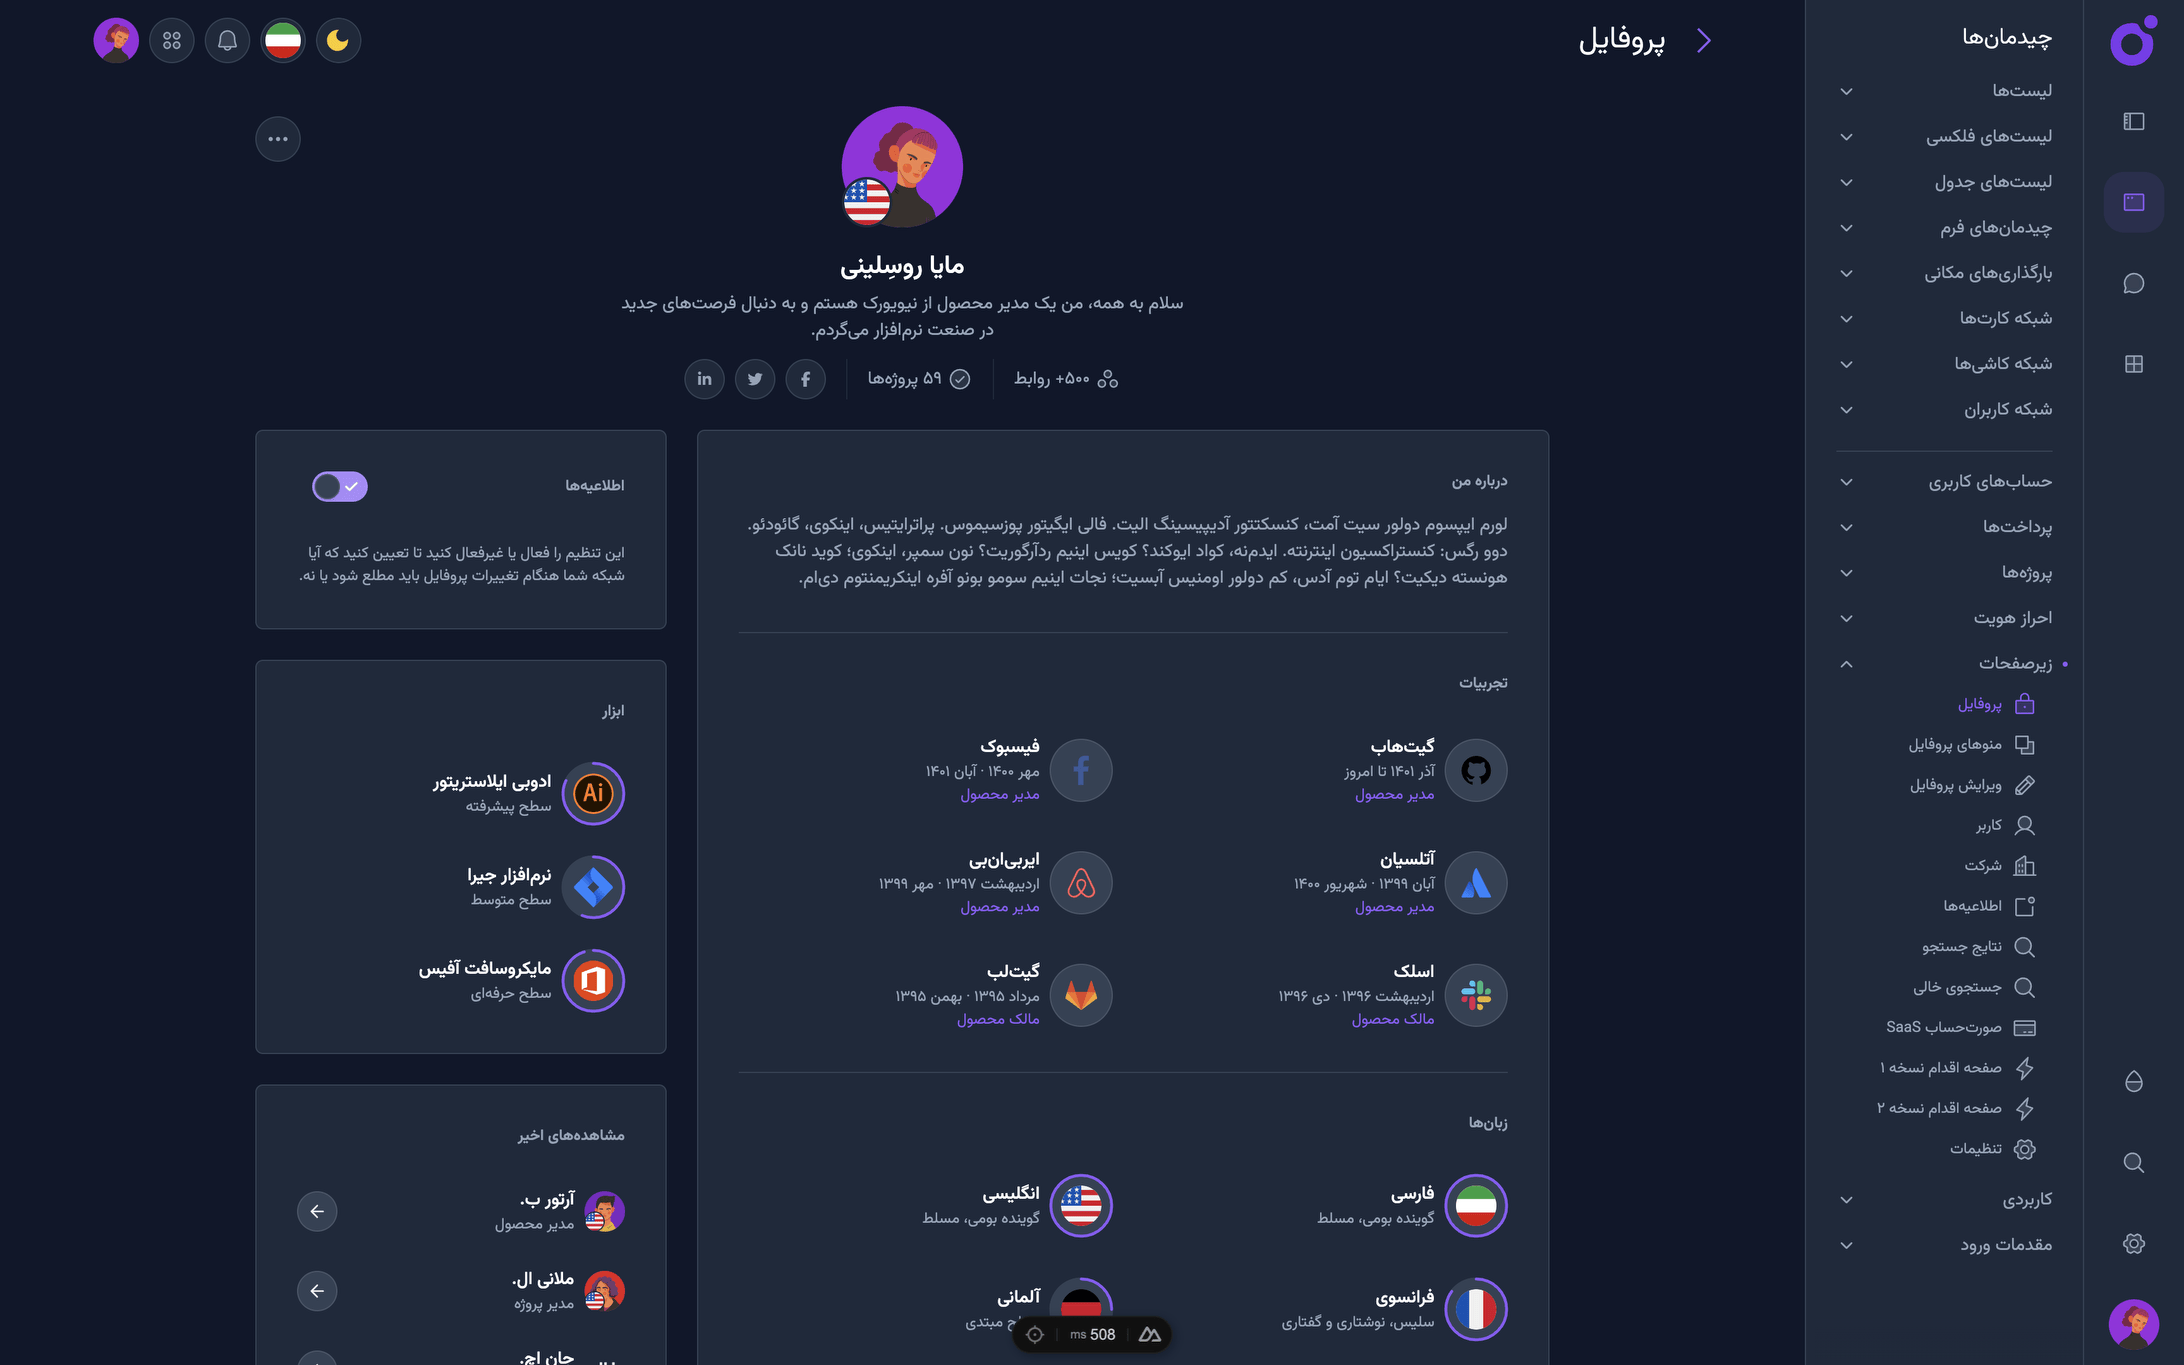 چیدمان‌ها
لیست‌ها
لیست‌های فلکسی
لیست‌های جدول
چیدمان‌های فرم
بارگذاری‌های مکانی
شبکه کارت‌ها
شبکه کاشی‌ها
شبکه کاربران
حساب‌های کاربری
پرداخت‌ها
پروژه‌ها
احراز هویت
زیرصفحات
پروفایل
منوهای پروفایل
ویرایش پروفایل
کاربر
شرکت
اطلاعیه‌ها
نتایج جستجو
جستجوی خالی
صورت‌حساب SaaS
صفحه اقدام نسخه ۱
صفحه اقدام نسخه ۲
تنظیمات
کاربردی
مقدمات ورود
پروفایل
مایا روسِلینی
سلام به همه، من یک مدیر محصول از نیویورک هستم و به دنبال فرصت‌های جدید
در صنعت نرم‌افزار می‌گردم.
۵۰۰+ روابط
۵۹ پروژه‌ها
درباره من
لورم ایپسوم دولور سیت آمت، کنسکتتور آدیپیسینگ الیت. فالی ایگیتور پوزسیموس. پراترایتیس، اینکوی، گائودئو.
دوو رگس: کنستراکسیون اینترنته. ایدم‌نه، کواد ایوکند؟ کویس اینیم ردآرگوریت؟ نون سمپر، اینکوی؛ کوید نانک
هونسته دیکیت؟ ایام توم آدس، کم دولور اومنیس آبسیت؛ نجات اینیم سومو بونو آفره اینکریمنتوم دی‌ام.
تجربیات
گیت‌هاب
آذر ۱۴۰۱ تا امروز
مدیر محصول
فیسبوک
مهر ۱۴۰۰ · آبان ۱۴۰۱
مدیر محصول
آتلسیان
آبان ۱۳۹۹ · شهریور ۱۴۰۰
مدیر محصول
ایربی‌ان‌بی
اردیبهشت ۱۳۹۷ · مهر ۱۳۹۹
مدیر محصول
اسلک
اردیبهشت ۱۳۹۶ · دی ۱۳۹۶
مالک محصول
گیت‌لب
مرداد ۱۳۹۵ · بهمن ۱۳۹۵
مالک محصول
زبان‌ها
فارسی
گوینده بومی، مسلط
انگلیسی
گوینده بومی، مسلط
فرانسوی
سلیس، نوشتاری و گفتاری
آلمانی
مبتدی
اطلاعیه‌ها
این تنظیم را فعال یا غیرفعال کنید تا تعیین کنید که آیا
شبکه شما هنگام تغییرات پروفایل باید مطلع شود یا نه.
ابزار
Ai
ادوبی ایلاستریتور
سطح پیشرفته
نرم‌افزار جیرا
سطح متوسط
مایکروسافت آفیس
سطح حرفه‌ای
مشاهده‌های اخیر
آرتور ب.
مدیر محصول
ملانی ال.
مدیر پروژه
جان اچ.
508 ms